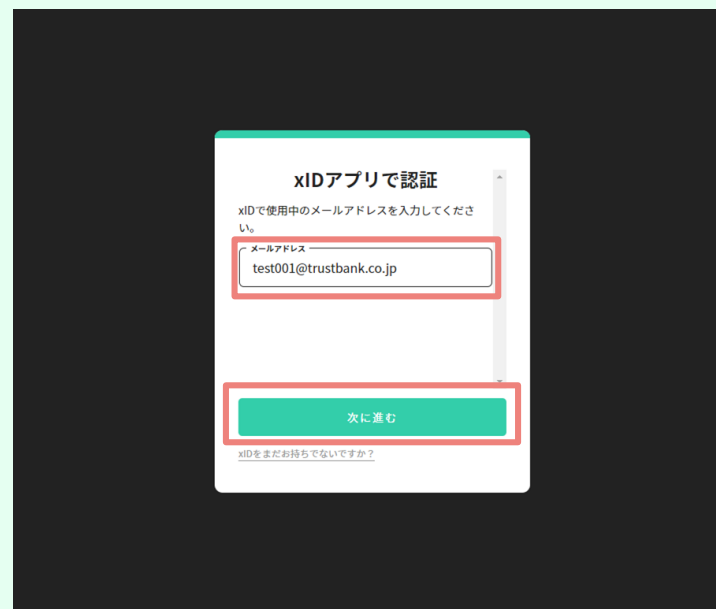 xIDアプリで認証
xIDで使用中のメールアドレスを入力してくださ
い。
メールアドレス
test001@trustbank.co.jp
次に進む
xIDをまだお持ちでないですか？